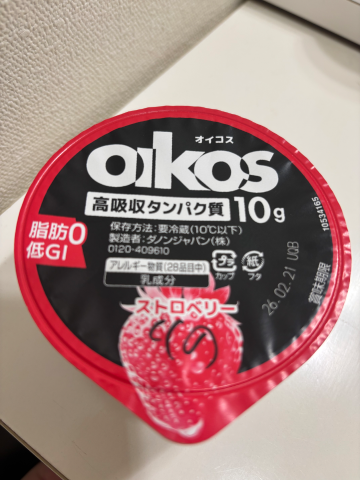 オイコス
oikos
高吸収タンパク質10g
脂肪0
低GI
保存方法:要冷蔵(10℃以下)
製造者:ダノンジャパン(株)
0120-409610
アレルギー物質(28品目中)
乳成分
プラ
カップ
紙
フタ
ストロベリー
26.02.21 UQB
賞味期限